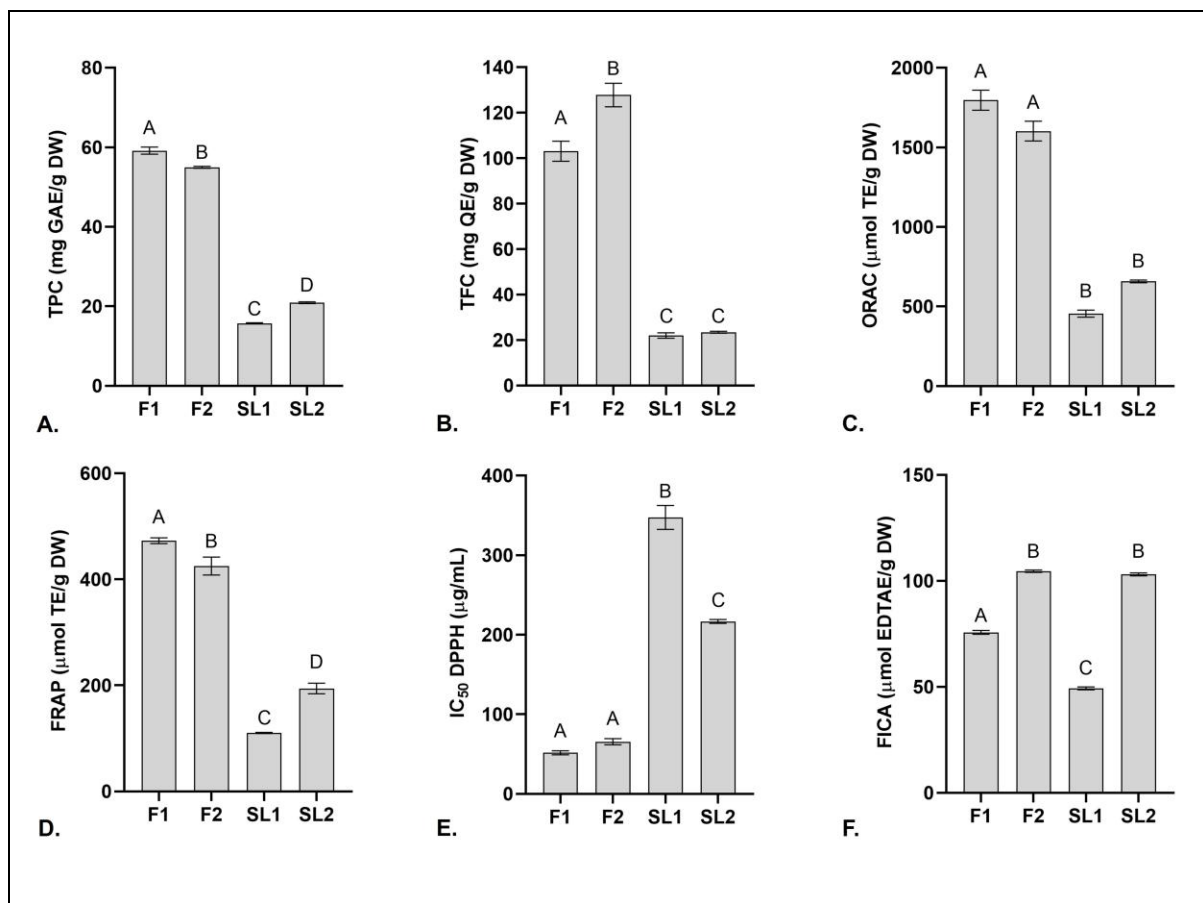 TPC (mg GAE/g DW)
80
60
40
20
0
A
B
C
D
F1 F2 SL1 SL2
A.
TFC (mg QE/g DW)
140
120
100
80
60
40
20
0
A
B
C
C
F1 F2 SL1 SL2
B.
ORAC (μmol TE/g DW)
2000
1500
1000
500
0
A
A
B
B
F1 F2 SL1 SL2
C.
FRAP (μmol TE/g DW)
600
400
200
0
A
B
C
D
F1 F2 SL1 SL2
D.
IC₅₀ DPPH (μg/mL)
400
300
200
100
0
A
A
B
C
F1 F2 SL1 SL2
E.
FICA (μmol EDTAE/g DW)
150
100
50
0
A
B
C
B
F1 F2 SL1 SL2
F.